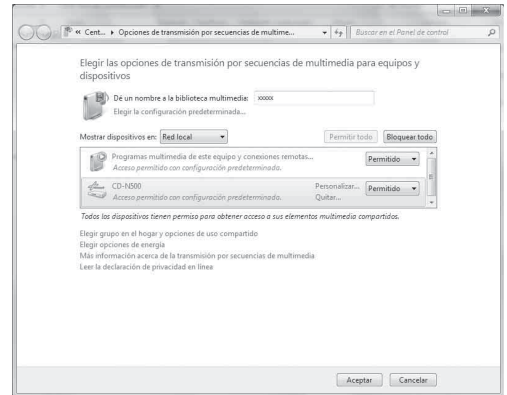 « Cent... ▸ Opciones de transmisión por secuencias de multime...
Buscar en el Panel de control
Elegir las opciones de transmisión por secuencias de multimedia para equipos y
dispositivos
Dé un nombre a la biblioteca multimedia: xxxxx
Elegir la configuración predeterminada...
Mostrar dispositivos en: Red local Permitir todo Bloquear todo
Programas multimedia de este equipo y conexiones remotas... Permitido
Acceso permitido con configuración predeterminada.
CD-N500 Personalizar... Permitido
Acceso permitido con configuración predeterminada. Quitar...
Todos los dispositivos tienen permiso para obtener acceso a sus elementos multimedia compartidos.
Elegir grupo en el hogar y opciones de uso compartido
Elegir opciones de energía
Más información acerca de la transmisión por secuencias de multimedia
Leer la declaración de privacidad en línea
Aceptar Cancelar